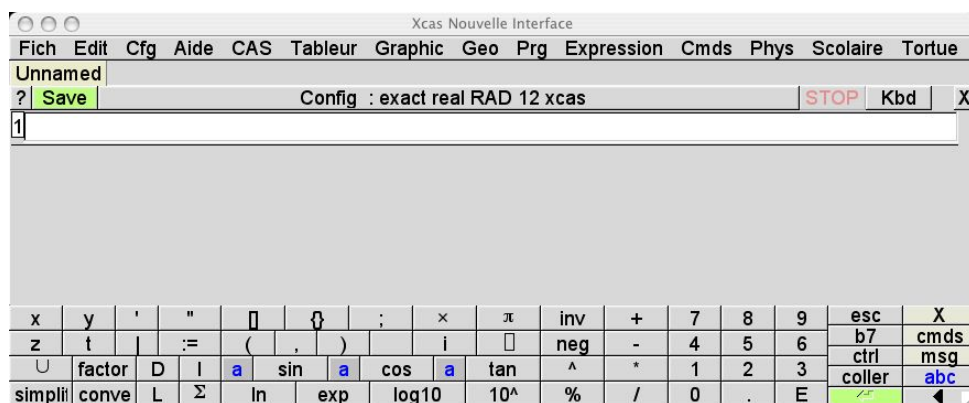 Xcas Nouvelle Interface
Fich Edit Cfg Aide CAS Tableur Graphic Geo Prg Expression Cmds Phys Scolaire Tortue
Unnamed
? Save Config : exact real RAD 12 xcas STOP Kbd X
1
x y ' " [] {} ; × π inv + 7 8 9 esc X
z t | := ( , ) i neg - 4 5 6 b7 cmds
∪ factor D I a sin a cos a tan ^ * 1 2 3 ctrl msg
coller abc
simplif conve L Σ ln exp log10 10^ % / 0 . E ◀